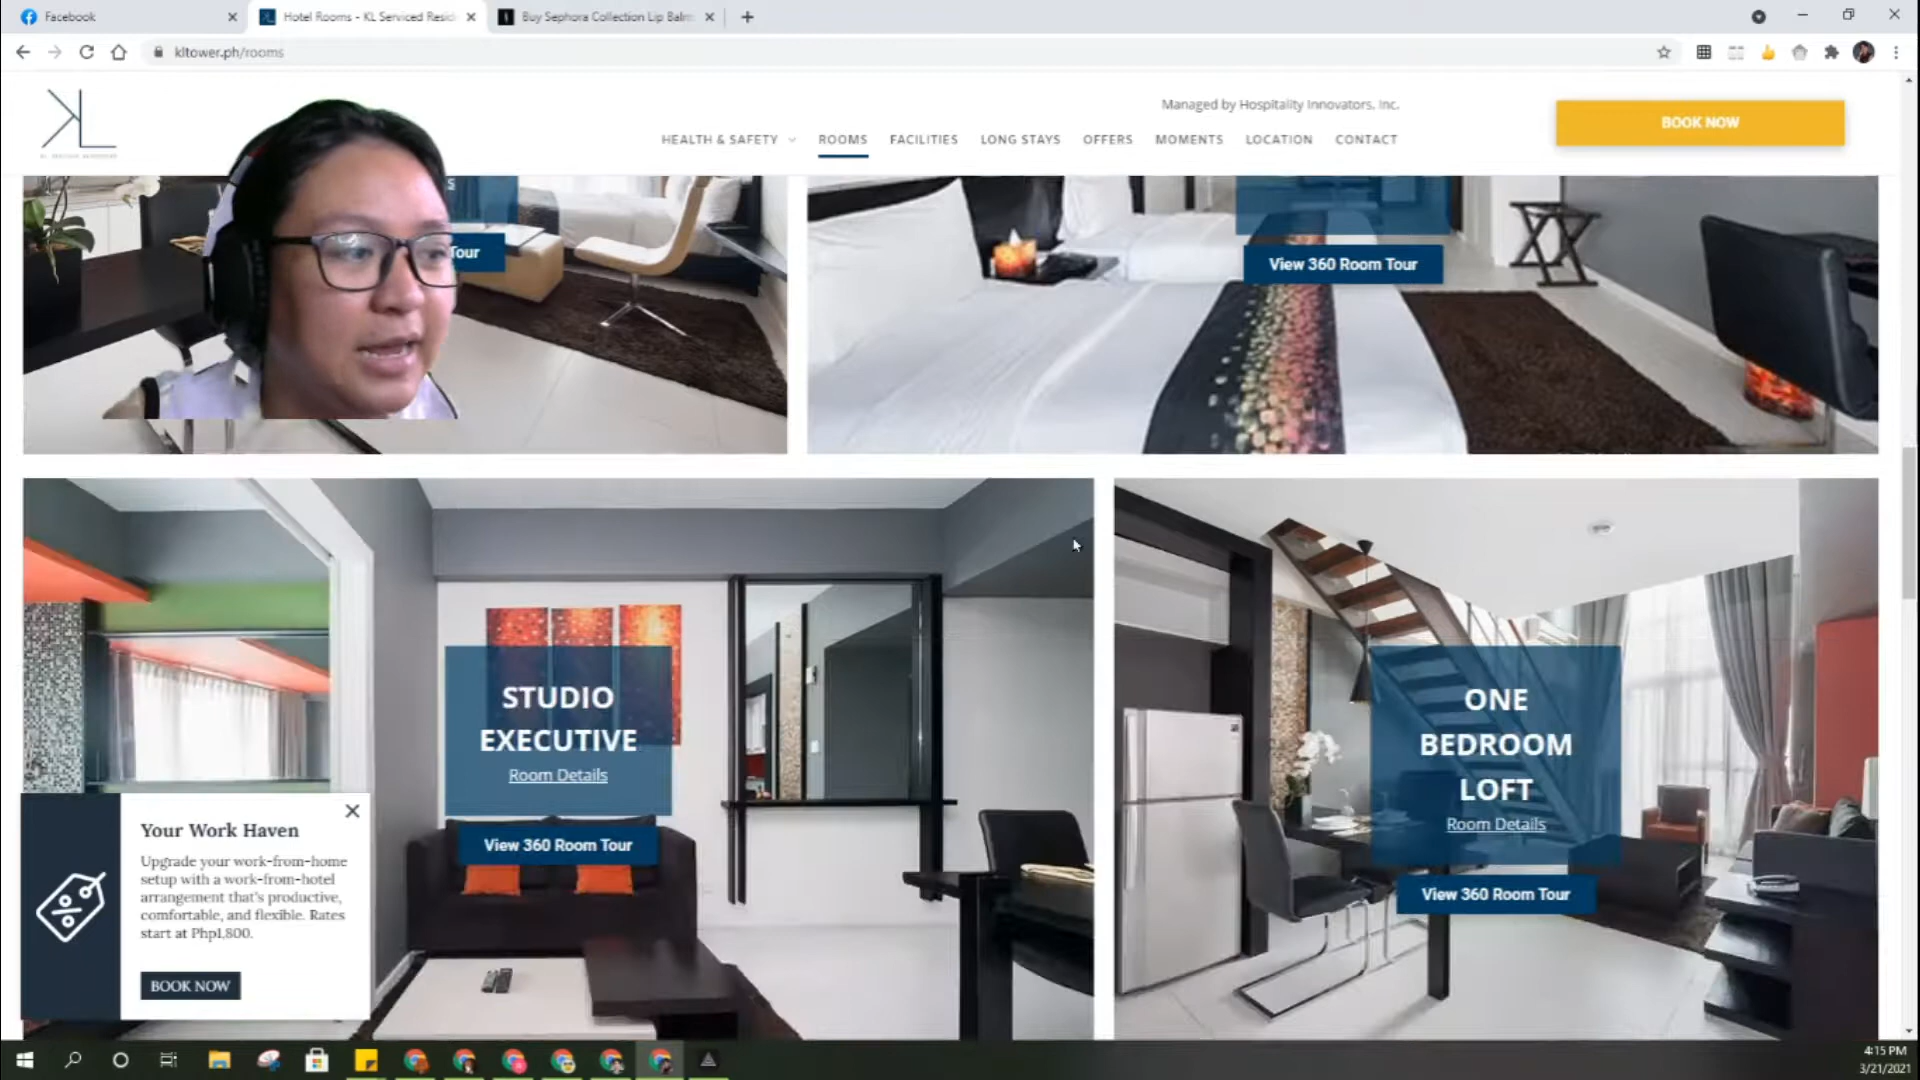 Facebook
Hotel Rooms - KL Serviced Resid
Buy Sephora Collection Lip Balm
kltower.ph/rooms
KL
Managed by Hospitality Innovators, Inc.
HEALTH & SAFETY
ROOMS
FACILITIES
LONG STAYS
OFFERS
MOMENTS
LOCATION
CONTACT
BOOK NOW
S
Tour
View 360 Room Tour
STUDIO
EXECUTIVE
Room Details
View 360 Room Tour
ONE
BEDROOM
LOFT
Room Details
View 360 Room Tour
Your Work Haven
Upgrade your work-from-home
setup with a work-from-hotel
arrangement that's productive,
comfortable, and flexible. Rates
start at Php1,800.
BOOK NOW
4:15 PM
3/21/2021